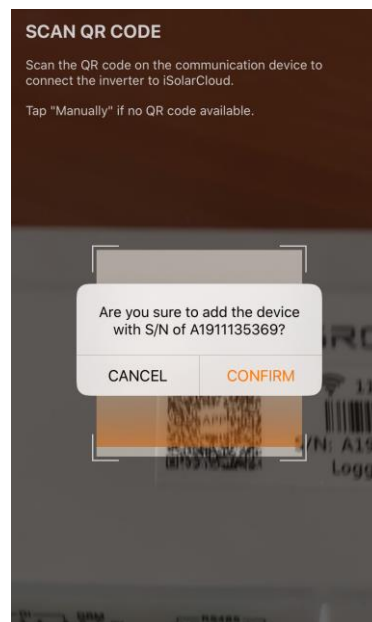 SCAN QR CODE
Scan the QR code on the communication device to
connect the inverter to iSolarCloud.
Tap "Manually" if no QR code available.
Are you sure to add the device
with S/N of A1911135369?
CANCEL
CONFIRM
S/N: A19
Logg